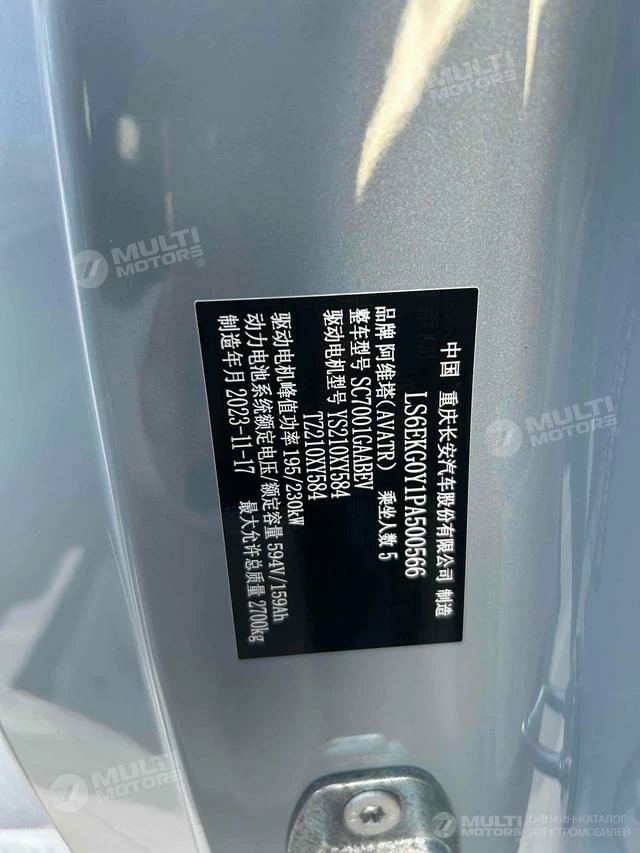 中国 重庆长安汽车股份有限公司 制造
LS6EKG0Y1PA500566
品牌 阿维塔(AVATR) 乘坐人数 5
整车型号 SC7001GAABEV
驱动电机型号 YS210XY584
TZ210XY584
驱动电机峰值功率 195/230kW
动力电池系统额定电压/额定容量 594V/159Ah
制造年月 2023-11-17 最大允许总质量 2700kg
MULTI
MOTORS
MULTI
MOTORS®
MULTI
MOTORS
MULTI
MOTORS
MULTI
MOTORS®
ОНЛАЙН-КАТАЛОГ
ЭЛЕКТРОМОБИЛЕЙ